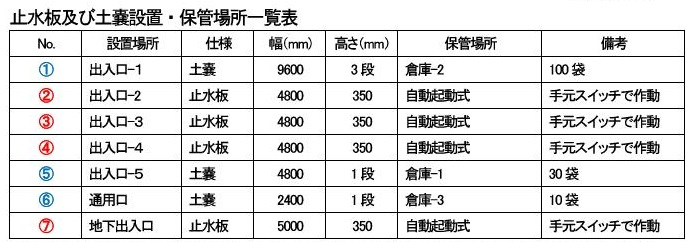 止水板及び土嚢設置・保管場所一覧表
No. 設置場所 仕様 幅(mm) 高さ(mm) 保管場所 備考
① 出入口-1 土嚢 9600 3段 倉庫-2 100袋
② 出入口-2 止水板 4800 350 自動起動式 手元スイッチで作動
③ 出入口-3 止水板 4800 350 自動起動式 手元スイッチで作動
④ 出入口-4 止水板 4800 350 自動起動式 手元スイッチで作動
⑤ 出入口-5 土嚢 4800 1段 倉庫-1 30袋
⑥ 通用口 土嚢 2400 1段 倉庫-3 10袋
⑦ 地下出入口 止水板 5000 350 自動起動式 手元スイッチで作動